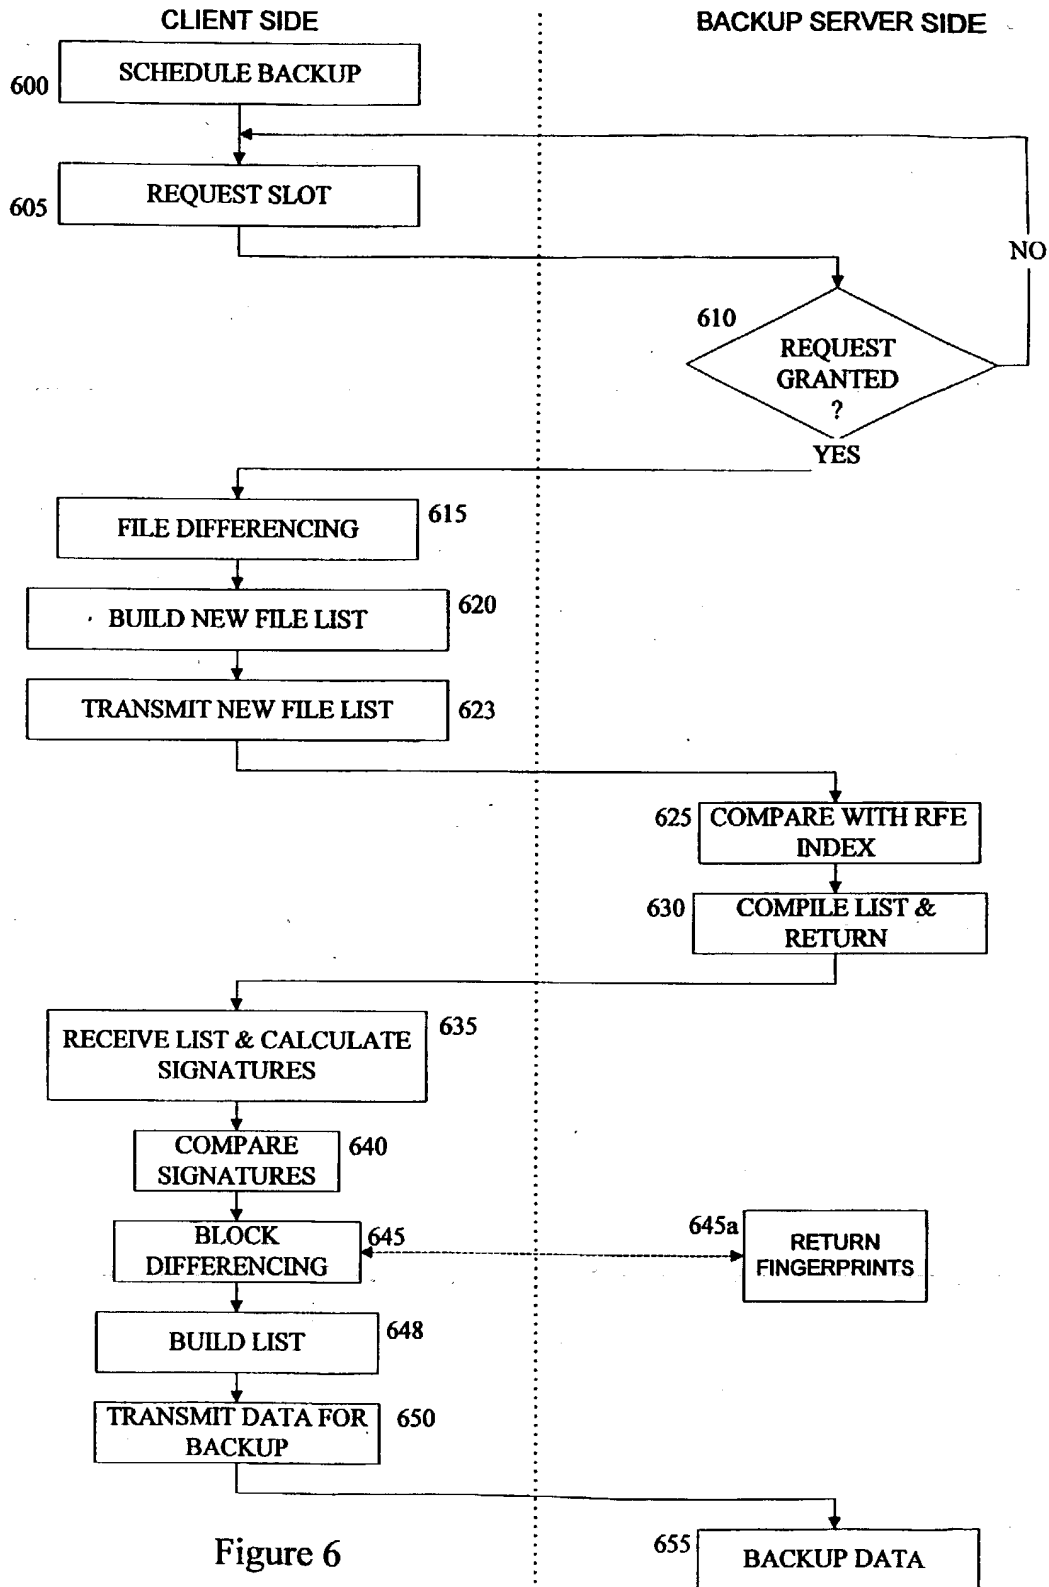 CLIENT SIDE
BACKUP SERVER SIDE
600
SCHEDULE BACKUP
605
REQUEST SLOT
NO
610
REQUEST
GRANTED
?
YES
FILE DIFFERENCING
615
BUILD NEW FILE LIST
620
TRANSMIT NEW FILE LIST
623
625
COMPARE WITH RFE
INDEX
630
COMPILE LIST &
RETURN
RECEIVE LIST & CALCULATE
SIGNATURES
635
COMPARE
SIGNATURES
640
BLOCK
DIFFERENCING
645
645a
RETURN
FINGERPRINTS
BUILD LIST
648
TRANSMIT DATA FOR
BACKUP
650
655
BACKUP DATA
Figure 6